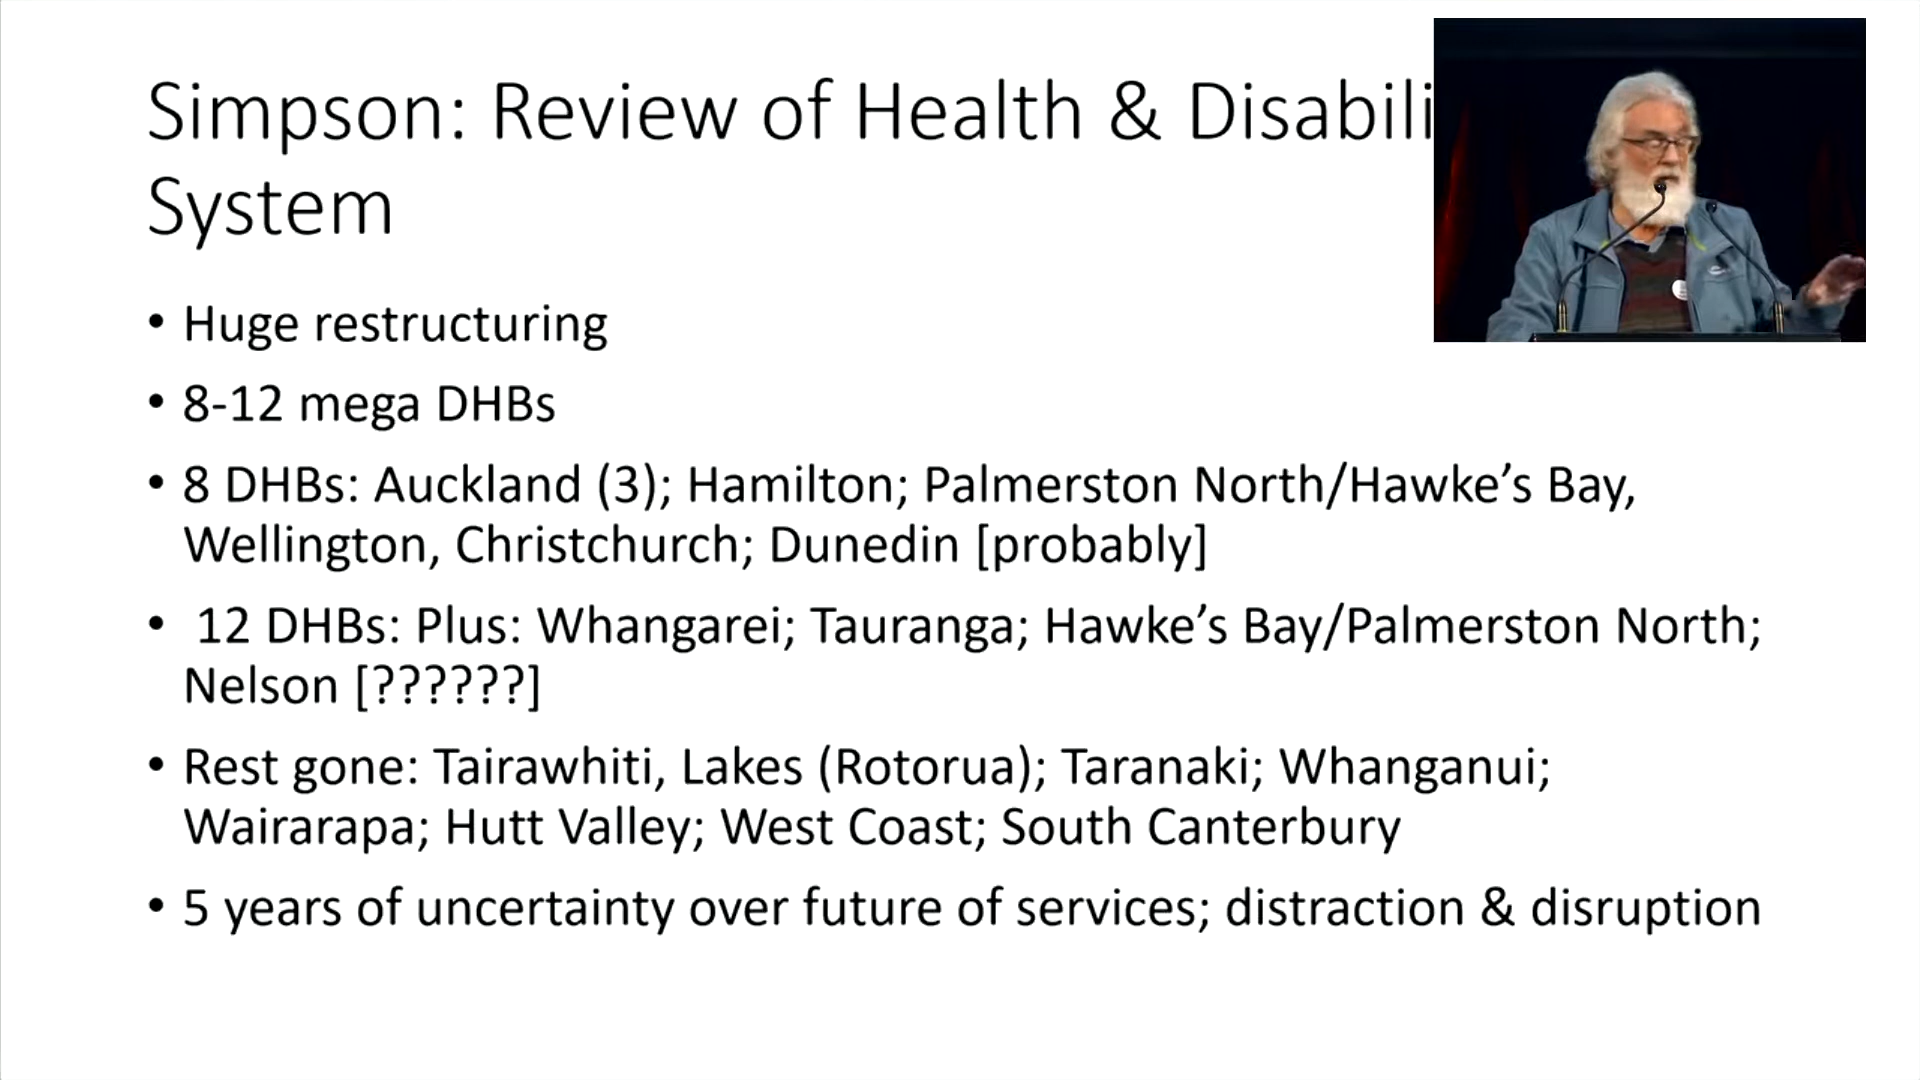 Simpson: Review of Health & Disabili
System
• Huge restructuring
• 8-12 mega DHBs
• 8 DHBs: Auckland (3); Hamilton; Palmerston North/Hawke’s Bay,
Wellington, Christchurch; Dunedin [probably]
• 12 DHBs: Plus: Whangarei; Tauranga; Hawke’s Bay/Palmerston North;
Nelson [??????]
• Rest gone: Tairawhiti, Lakes (Rotorua); Taranaki; Whanganui;
Wairarapa; Hutt Valley; West Coast; South Canterbury
• 5 years of uncertainty over future of services; distraction & disruption